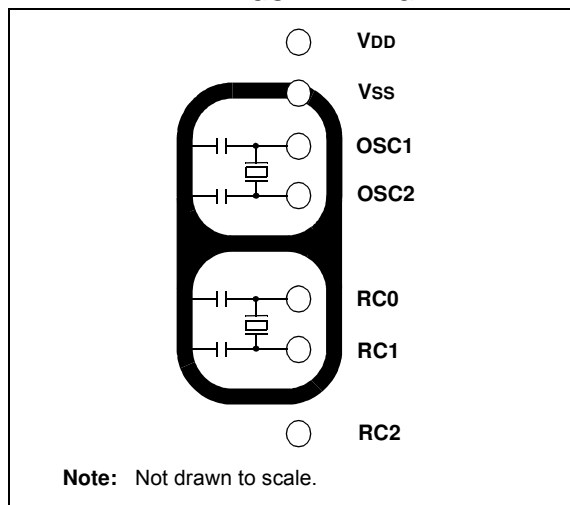 VDD
VSS
OSC1
OSC2
RC0
RC1
RC2
Note: Not drawn to scale.